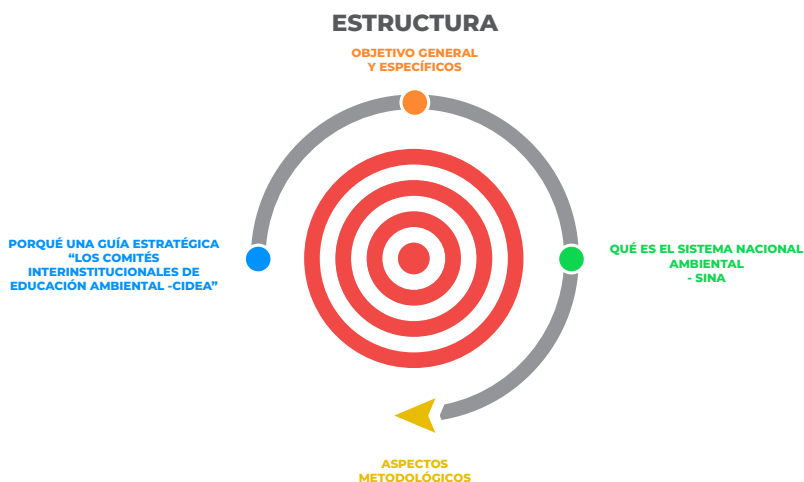 ESTRUCTURA
OBJETIVO GENERAL
Y ESPECÍFICOS
PORQUÉ UNA GUÍA ESTRATÉGICA
“LOS COMITÉS
INTERINSTITUCIONALES DE
EDUCACIÓN AMBIENTAL -CIDEA”
QUÉ ES EL SISTEMA NACIONAL
AMBIENTAL
- SINA
ASPECTOS
METODOLÓGICOS